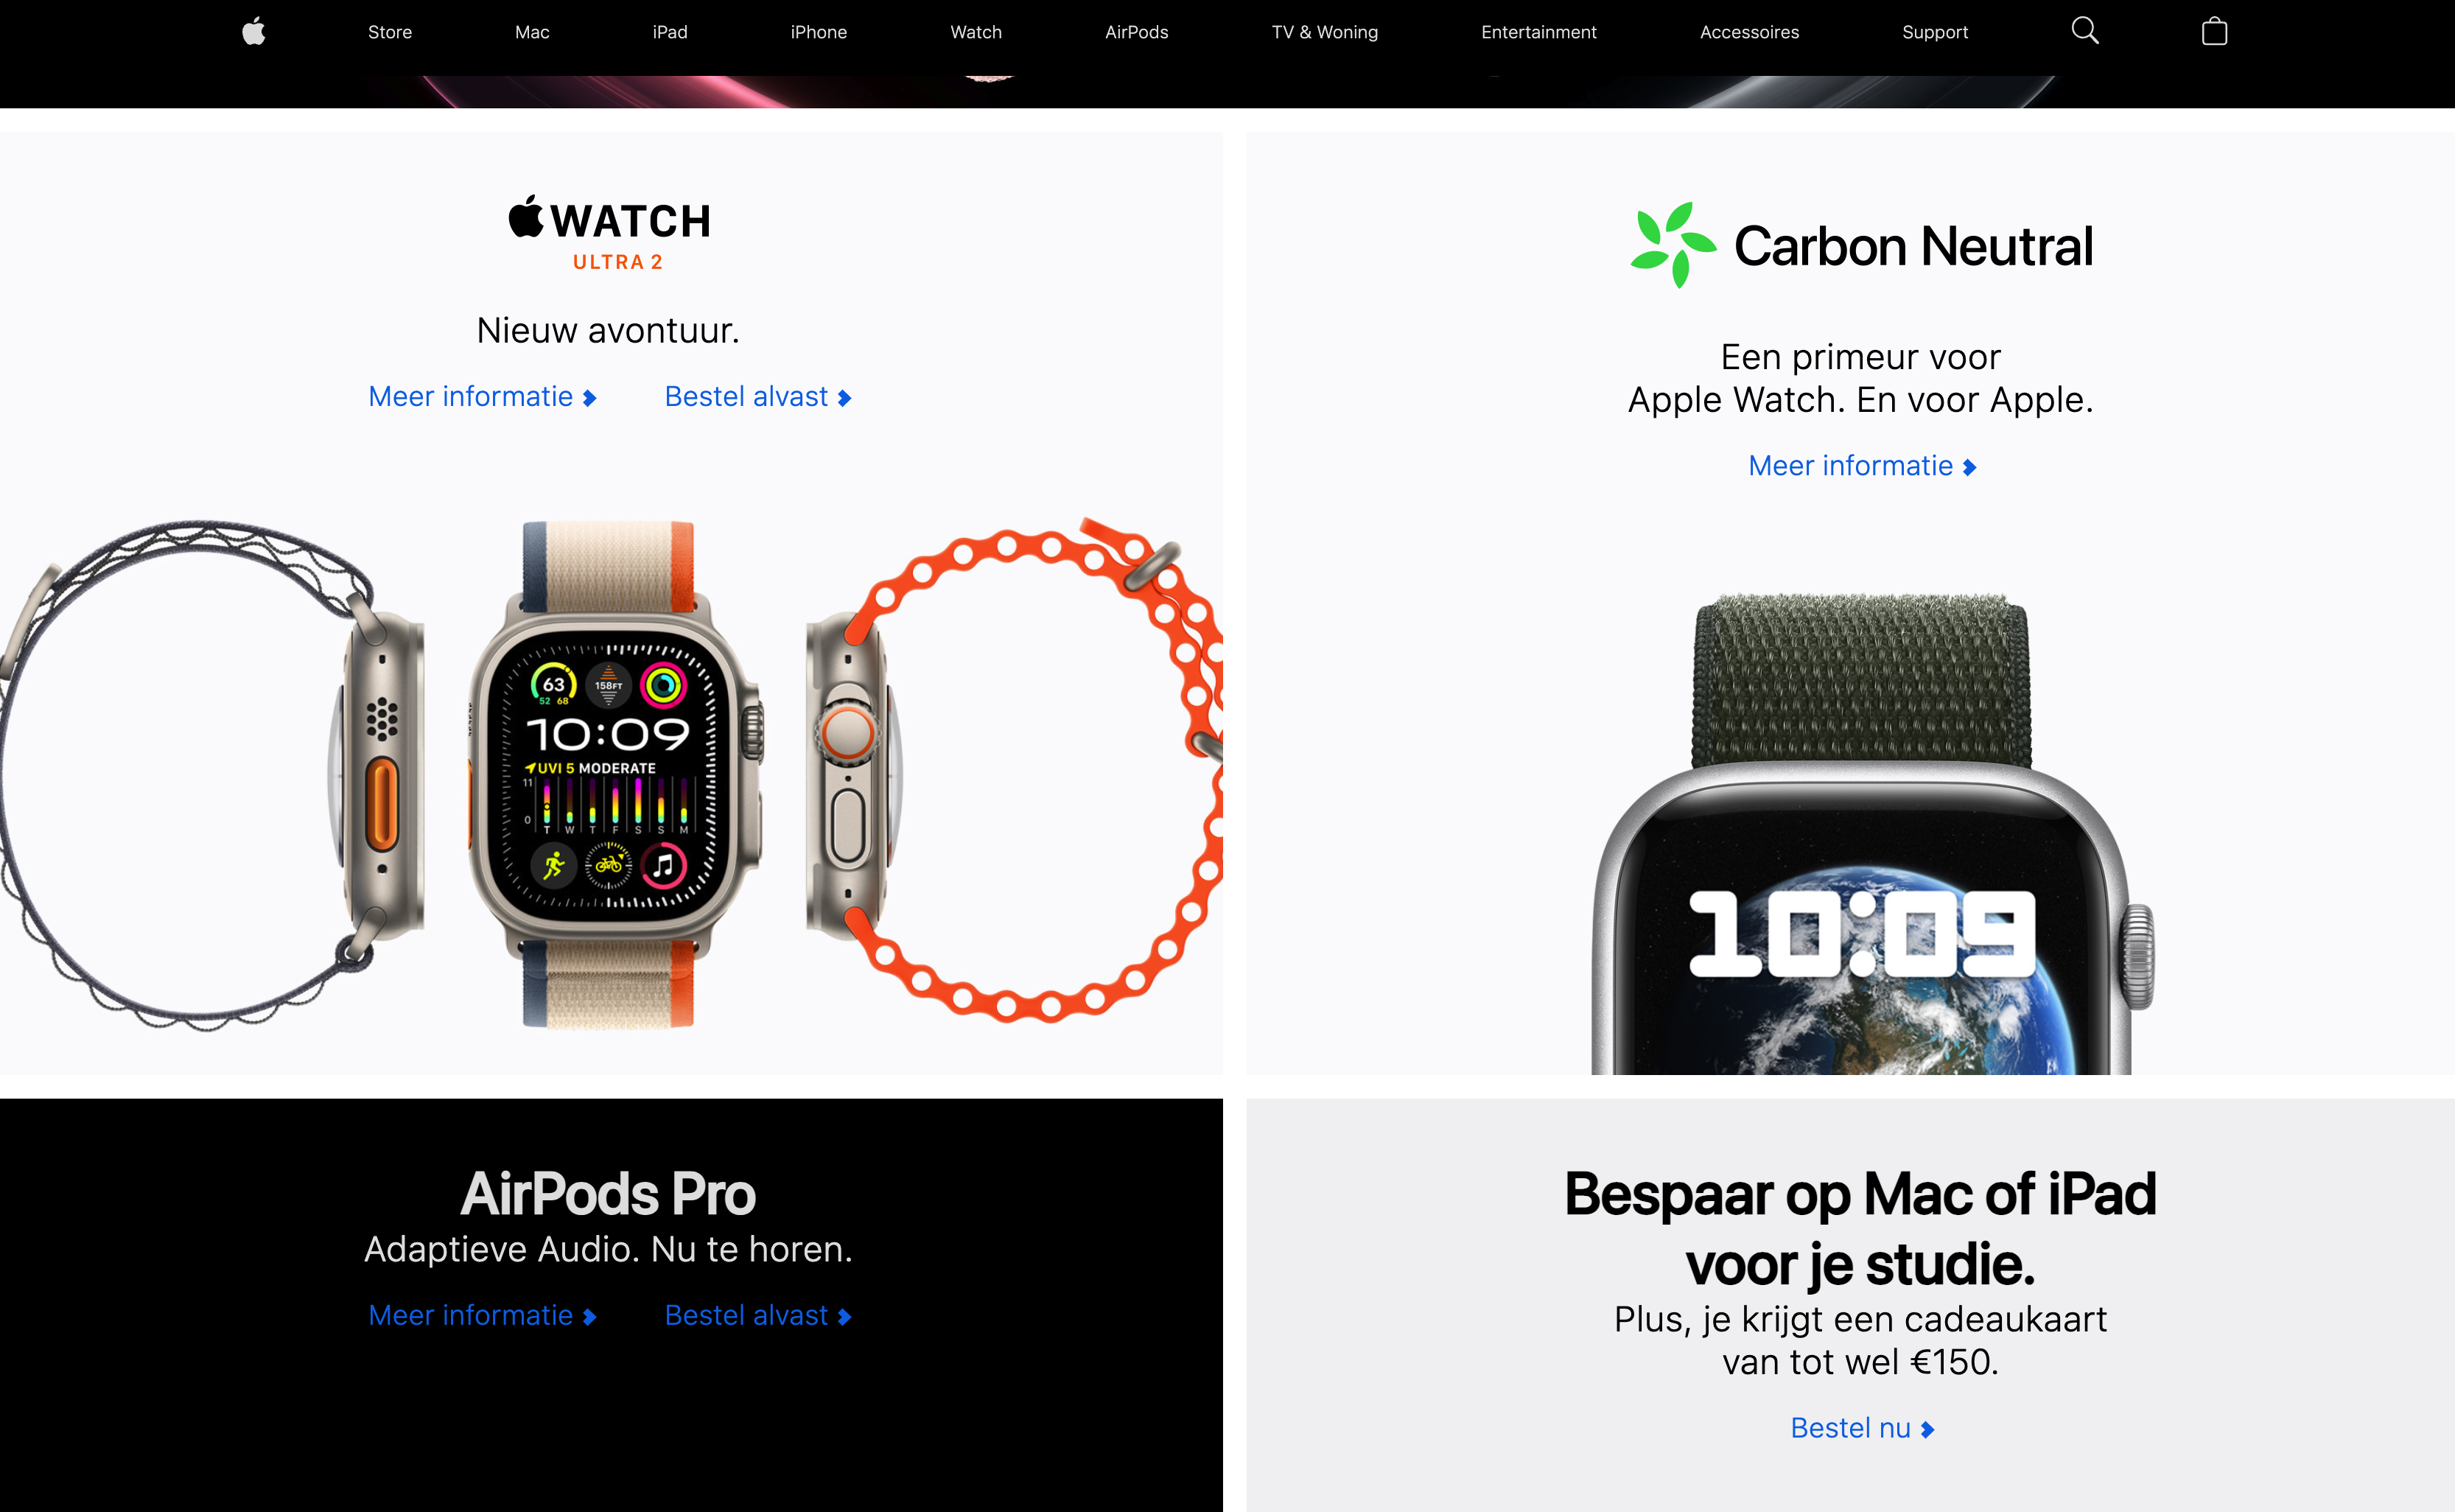 Store
Mac
iPad
iPhone
Watch
AirPods
TV & Woning
Entertainment
Accessoires
Support
WATCH
ULTRA 2
Nieuw avontuur.
Meer informatie
Bestel alvast
63
52 68
158FT
10:09
UVI 5 MODERATE
11
0
T W T F S S M
Carbon Neutral
Een primeur voor
Apple Watch. En voor Apple.
Meer informatie
10:09
AirPods Pro
Adaptieve Audio. Nu te horen.
Meer informatie
Bestel alvast
Bespaar op Mac of iPad
voor je studie.
Plus, je krijgt een cadeaukaart
van tot wel €150.
Bestel nu